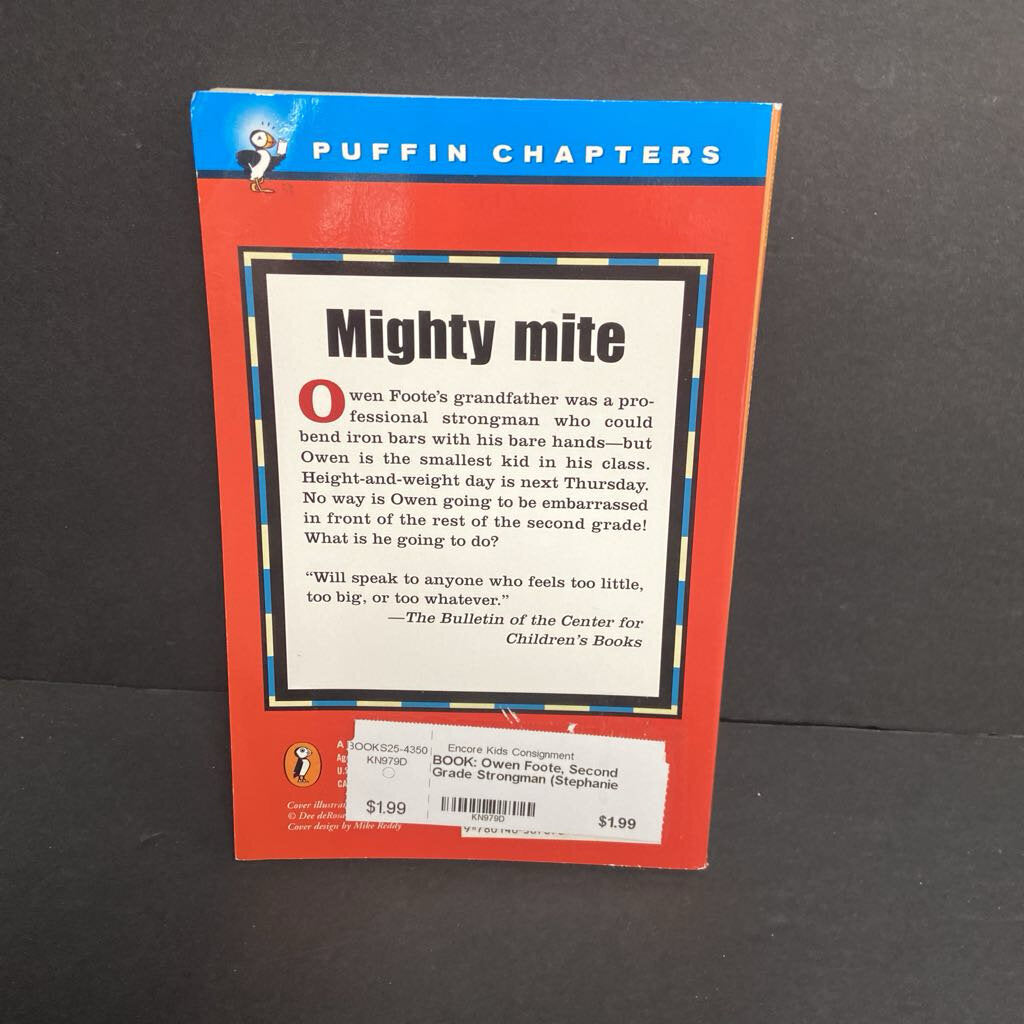 PUFFIN CHAPTERS
Mighty mite
Owen Foote's grandfather was a pro-
fessional strongman who could
bend iron bars with his bare hands—but
Owen is the smallest kid in his class.
Height-and-weight day is next Thursday.
No way is Owen going to be embarrassed
in front of the rest of the second grade!
What is he going to do?
“Will speak to anyone who feels too little,
too big, or too whatever.”
—The Bulletin of the Center for
Children's Books
BOOKS25-4350
KN979D
$1.99
Encore Kids Consignment
BOOK: Owen Foote, Second
Grade Strongman (Stephanie
KN979D
$1.99
A
U.S
Cover
© Dee
Cover design by Mike Reddy